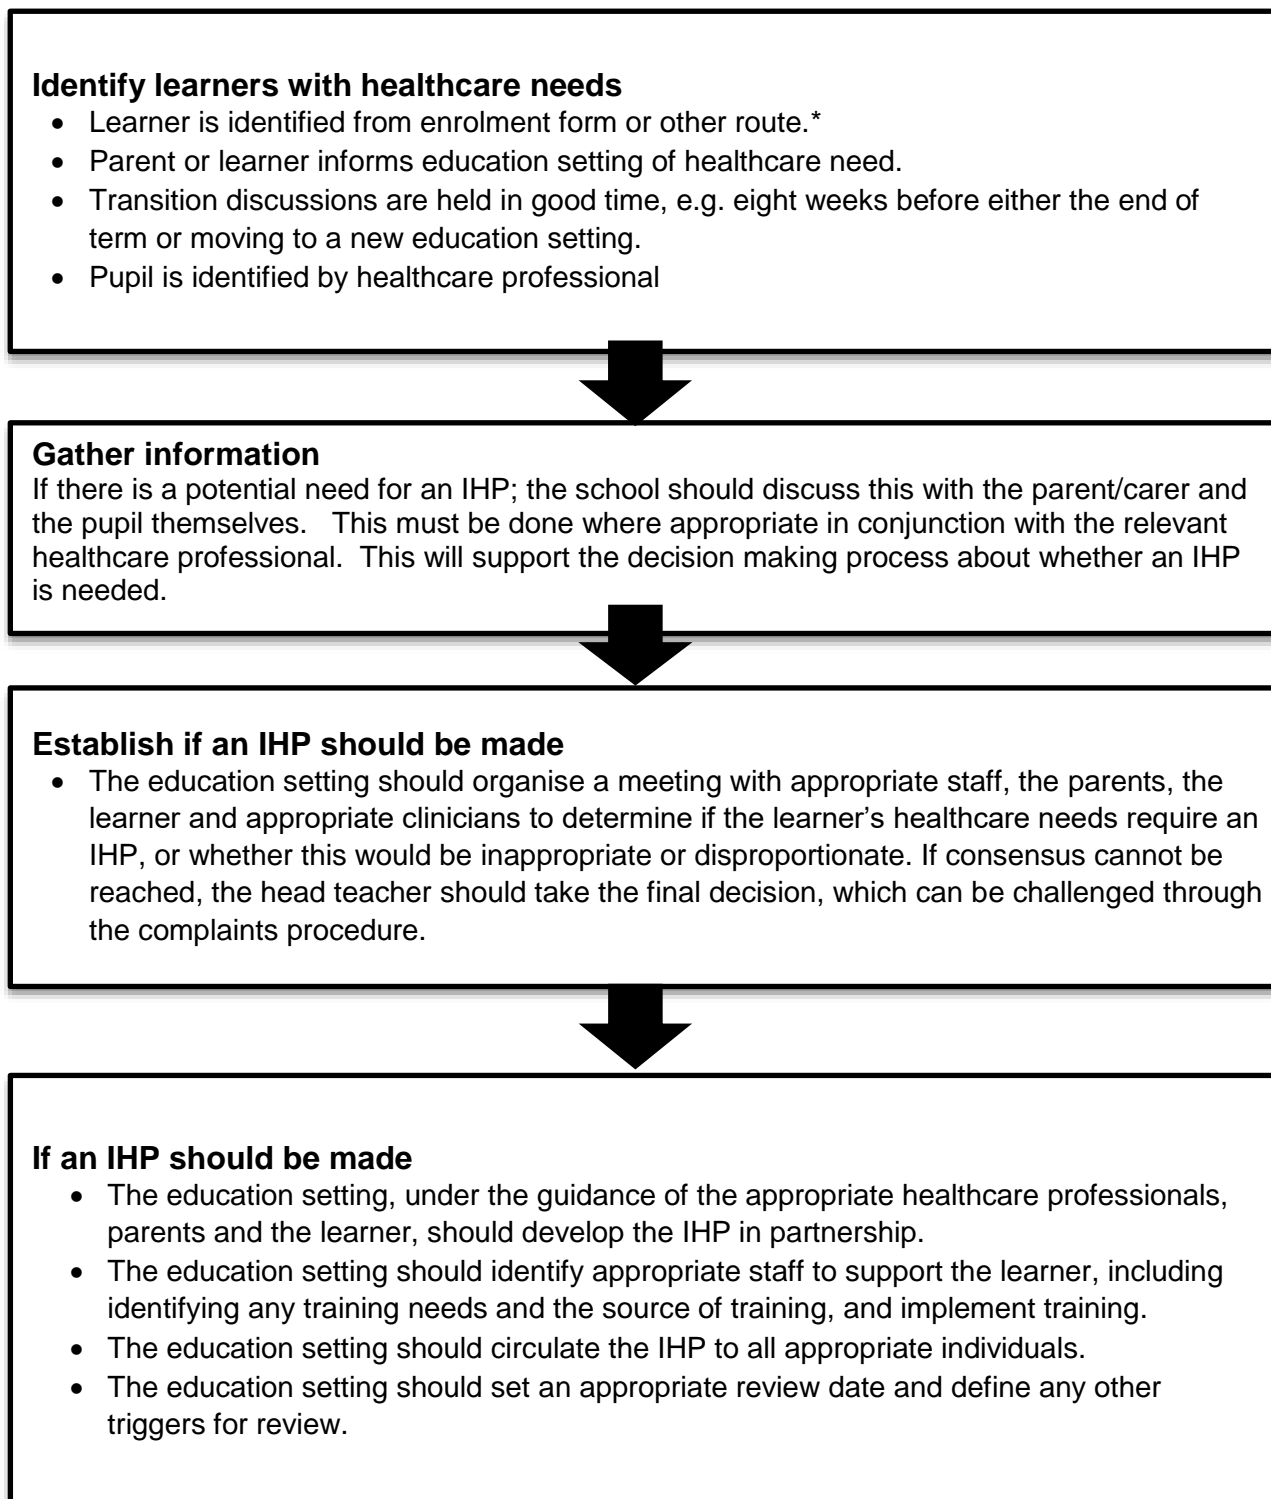 Identify learners with healthcare needs
• Learner is identified from enrolment form or other route.*
• Parent or learner informs education setting of healthcare need.
• Transition discussions are held in good time, e.g. eight weeks before either the end of
term or moving to a new education setting.
• Pupil is identified by healthcare professional
Gather information
If there is a potential need for an IHP; the school should discuss this with the parent/carer and
the pupil themselves.   This must be done where appropriate in conjunction with the relevant
healthcare professional.  This will support the decision making process about whether an IHP
is needed.
Establish if an IHP should be made
• The education setting should organise a meeting with appropriate staff, the parents, the
learner and appropriate clinicians to determine if the learner's healthcare needs require an
IHP, or whether this would be inappropriate or disproportionate. If consensus cannot be
reached, the head teacher should take the final decision, which can be challenged through
the complaints procedure.
If an IHP should be made
• The education setting, under the guidance of the appropriate healthcare professionals,
parents and the learner, should develop the IHP in partnership.
• The education setting should identify appropriate staff to support the learner, including
identifying any training needs and the source of training, and implement training.
• The education setting should circulate the IHP to all appropriate individuals.
• The education setting should set an appropriate review date and define any other
triggers for review.